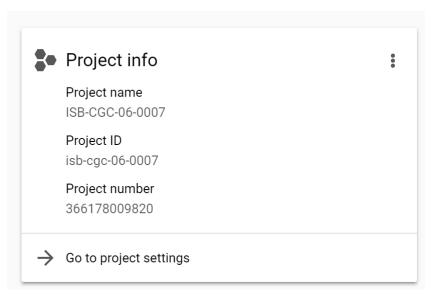 Project info
Project name
ISB-CGC-06-0007
Project ID
isb-cgc-06-0007
Project number
366178009820
Go to project settings